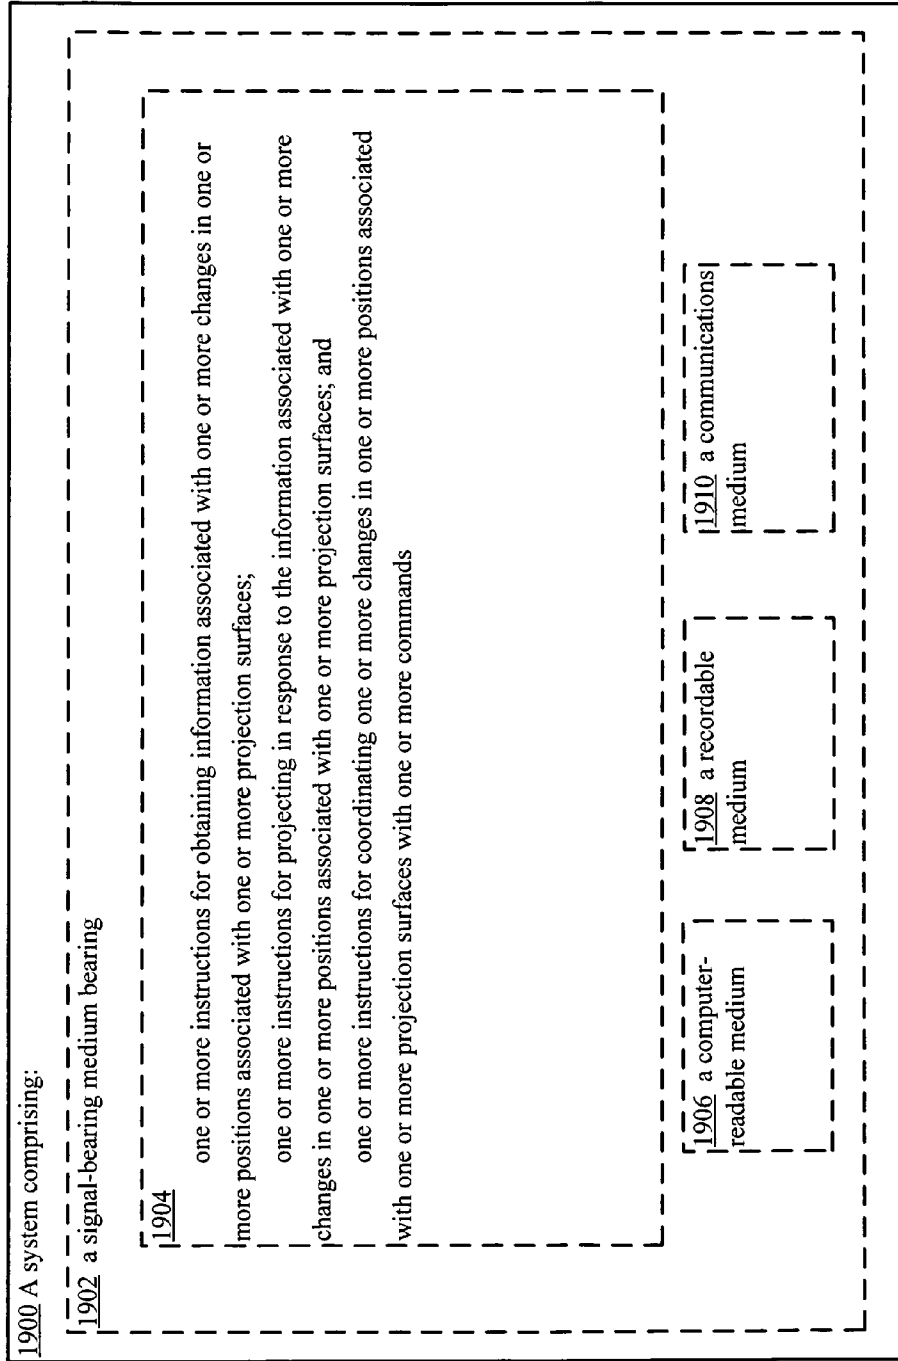 1900 A system comprising:
1902 a signal-bearing medium bearing
1904
one or more instructions for obtaining information associated with one or more changes in one or
more positions associated with one or more projection surfaces;
one or more instructions for projecting in response to the information associated with one or more
changes in one or more positions associated with one or more projection surfaces; and
one or more instructions for coordinating one or more changes in one or more positions associated
with one or more projection surfaces with one or more commands
1906 a computer-
readable medium
1908 a recordable
medium
1910 a communications
medium